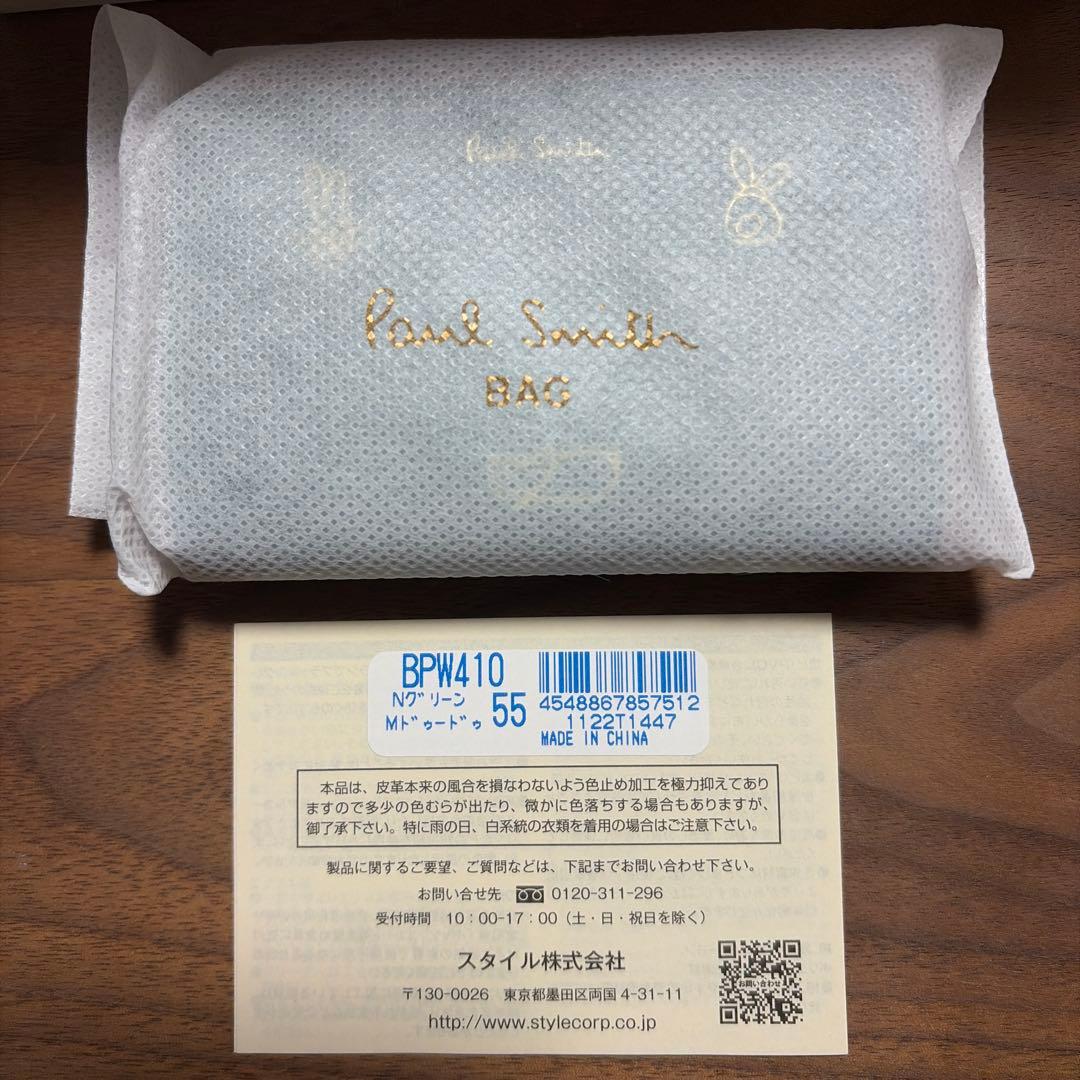 Paul Smith
Paul Smith
BAG
BPW410
Nグリーン
Mドゥードゥ 55
4548867857512
1122T1447
MADE IN CHINA
本品は、皮革本来の風合を損なわないよう色止め加工を極力抑えてあり
ますので多少の色むらが出たり、微かに色落ちする場合もありますが、
御了承下さい。特に雨の日、白系統の衣類を着用の場合はご注意下さい。
製品に関するご要望、ご質問などは、下記までお問い合わせ下さい。
お問い合せ先 0120-311-296
受付時間 10：00-17：00（土・日・祝日を除く）
スタイル株式会社
〒130-0026 東京都墨田区両国 4-31-11
http://www.stylecorp.co.jp
お問い合わせ